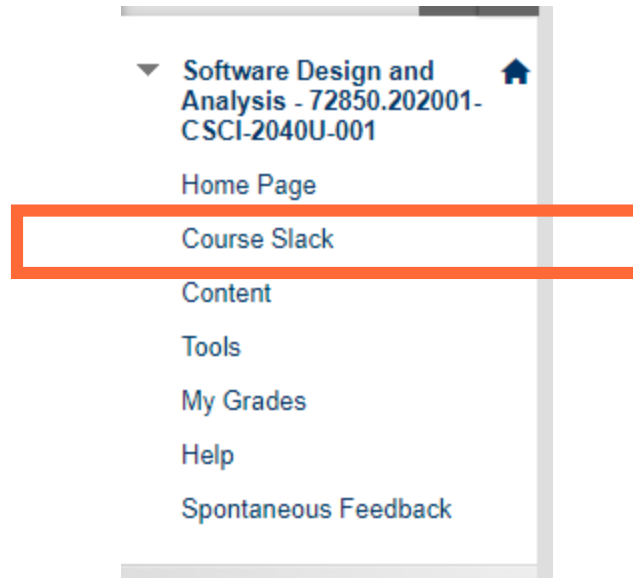 Software Design and
Analysis - 72850.202001-
CSCI-2040U-001
Home Page
Course Slack
Content
Tools
My Grades
Help
Spontaneous Feedback